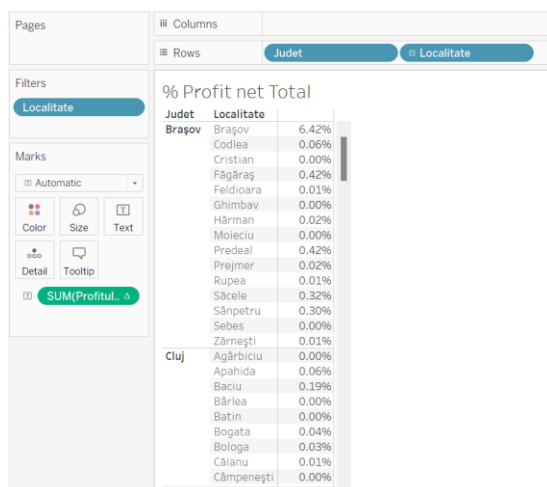 Pages
iii Columns
Rows
Judet
Localitate
Filters
Localitate
Marks
Automatic
Color
Size
Text
Detail
Tooltip
SUM(Profitul..
% Profit net Total
Judet Localitate
Brașov Brașov 6.42%
Codlea 0.06%
Cristian 0.00%
Făgăraș 0.42%
Feldioara 0.01%
Ghimbav 0.00%
Hărman 0.02%
Moieciu 0.00%
Predeal 0.42%
Prejmer 0.02%
Rupea 0.01%
Săcele 0.32%
Sânpetru 0.30%
Sebes 0.00%
Zărnești 0.01%
Cluj Agârbiciu 0.00%
Apahida 0.06%
Baciu 0.19%
Bârlea 0.00%
Batin 0.00%
Bogata 0.04%
Bologa 0.03%
Căianu 0.01%
Câmpenești 0.00%